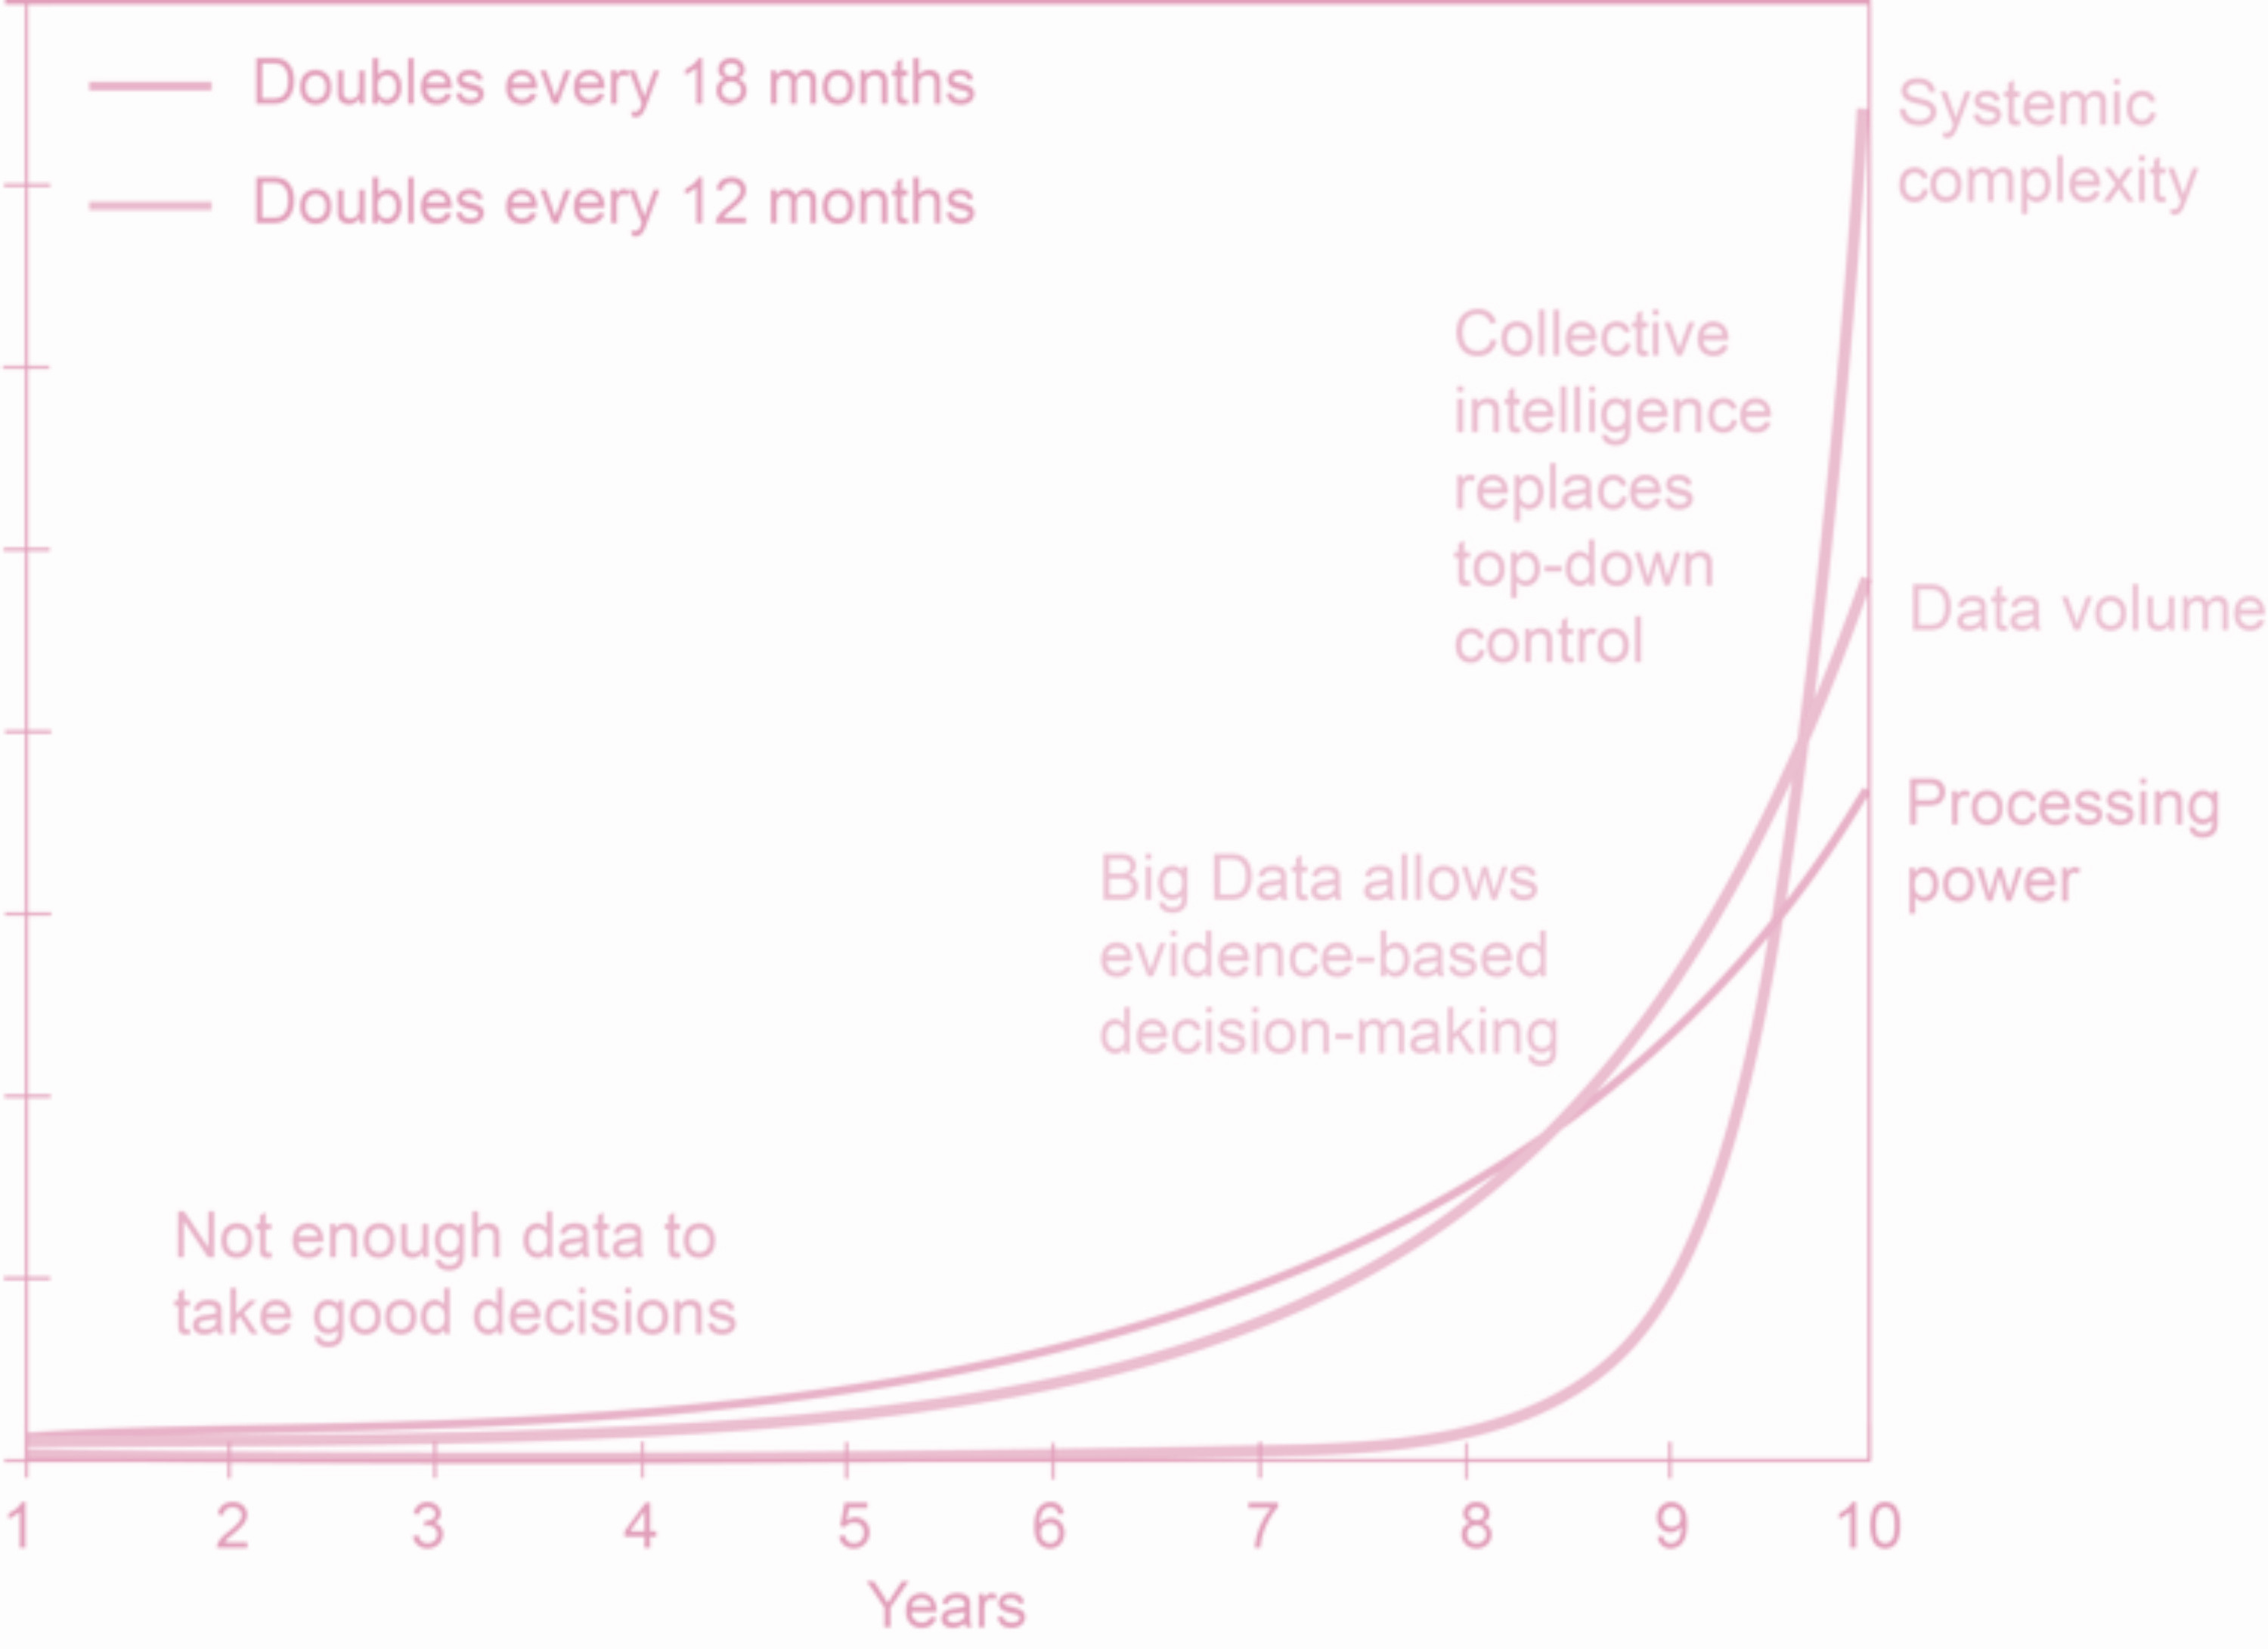 Doubles every 18 months
Doubles every 12 months
Systemic
complexity
Collective
intelligence
replaces
top-down
control
Data volume
Processing
power
Big Data allows
evidence-based
decision-making
Not enough data to
take good decisions
1 2 3 4 5 6 7 8 9 10
Years